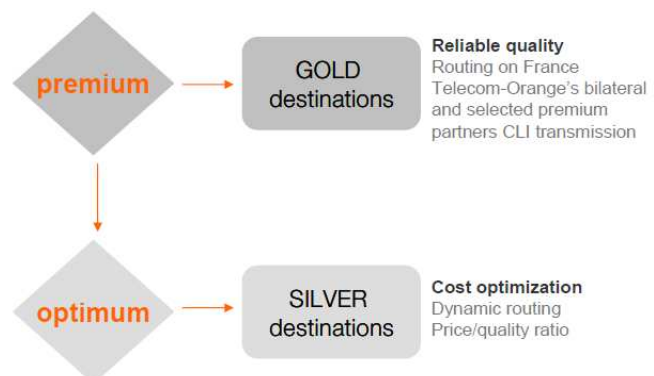 premium
GOLD
destinations
Reliable quality
Routing on France
Telecom-Orange's bilateral
and selected premium
partners CLI transmission
optimum
SILVER
destinations
Cost optimization
Dynamic routing
Price/quality ratio